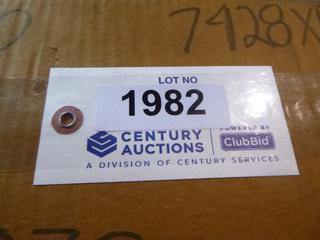 7428X
LOT NO
1982
CENTURY
AUCTIONS
POWERED BY
ClubBid
A DIVISION OF CENTURY SERVICES